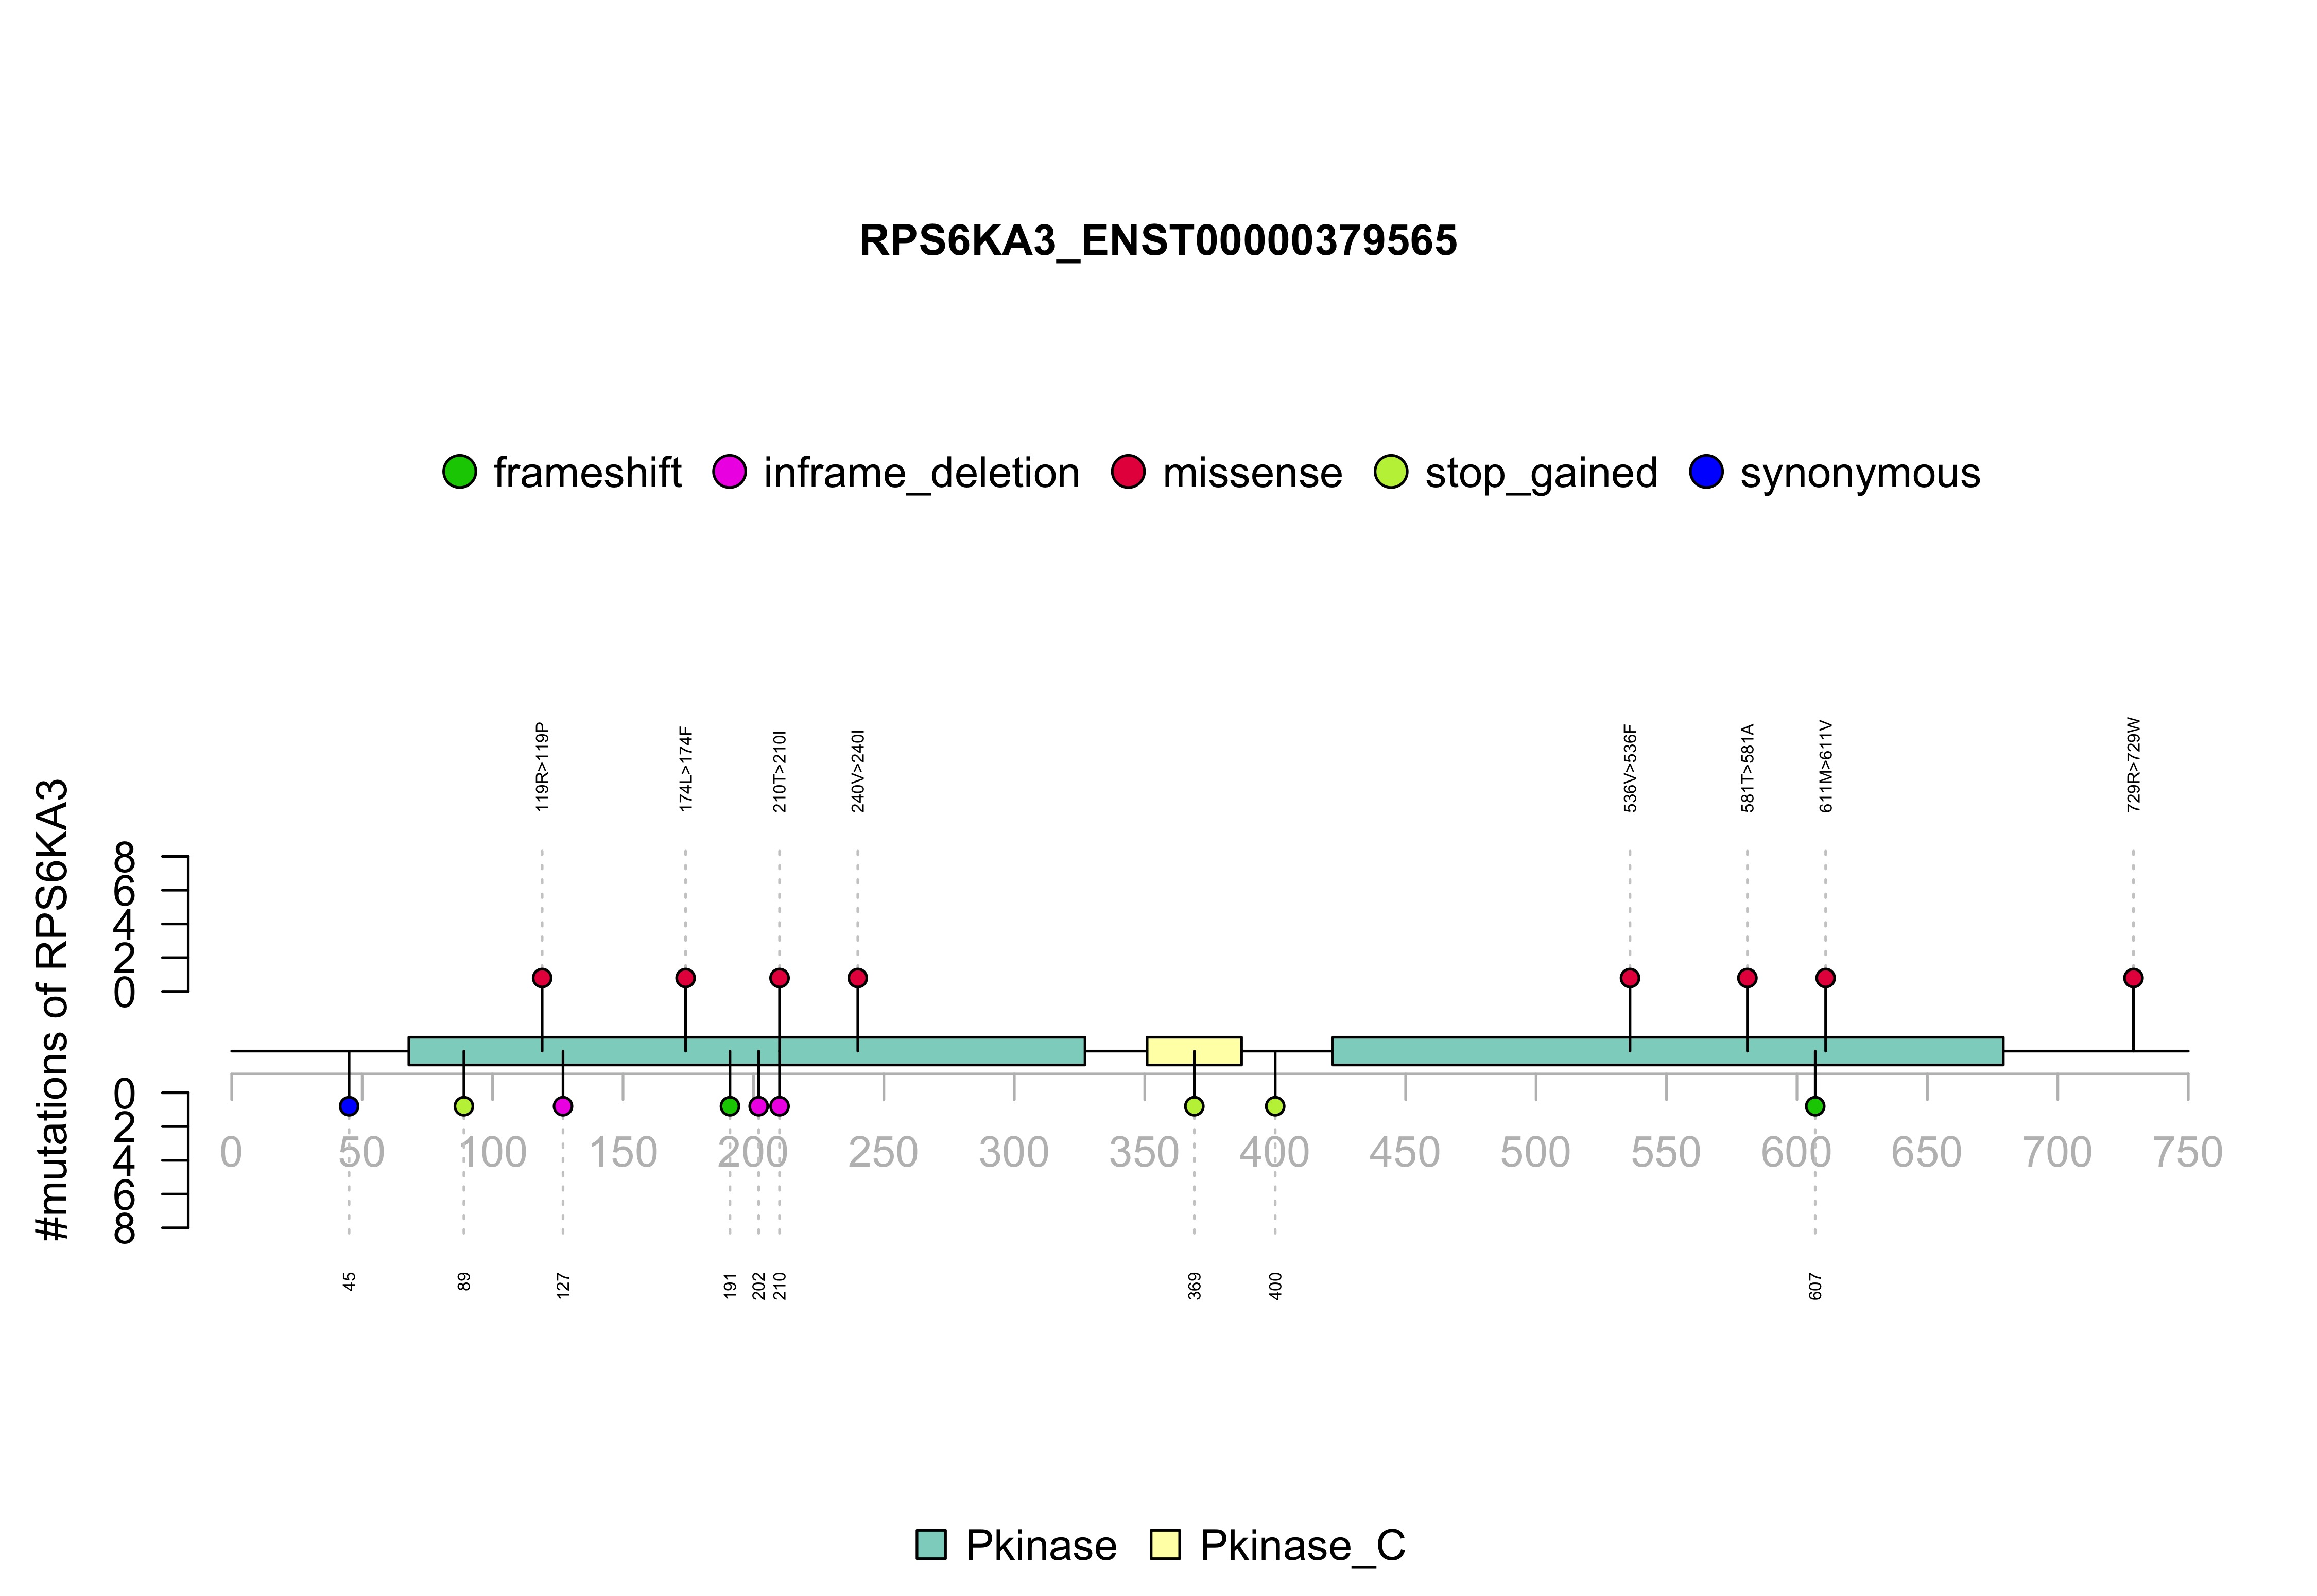 RPS6KA3_ENST00000379565
frameshift inframe_deletion missense stop_gained synonymous
119R>119P 174L>174F 210T>210I 240V>240I 536V>536F 581T>581A 611M>611V 729R>729W
#mutations of RPS6KA3
8
6
4
2
0
0
2
4
6
8
0 50 100 150 200 250 300 350 400 450 500 550 600 650 700 750
45 89 127 191 202 210 369 400 607
Pkinase Pkinase_C